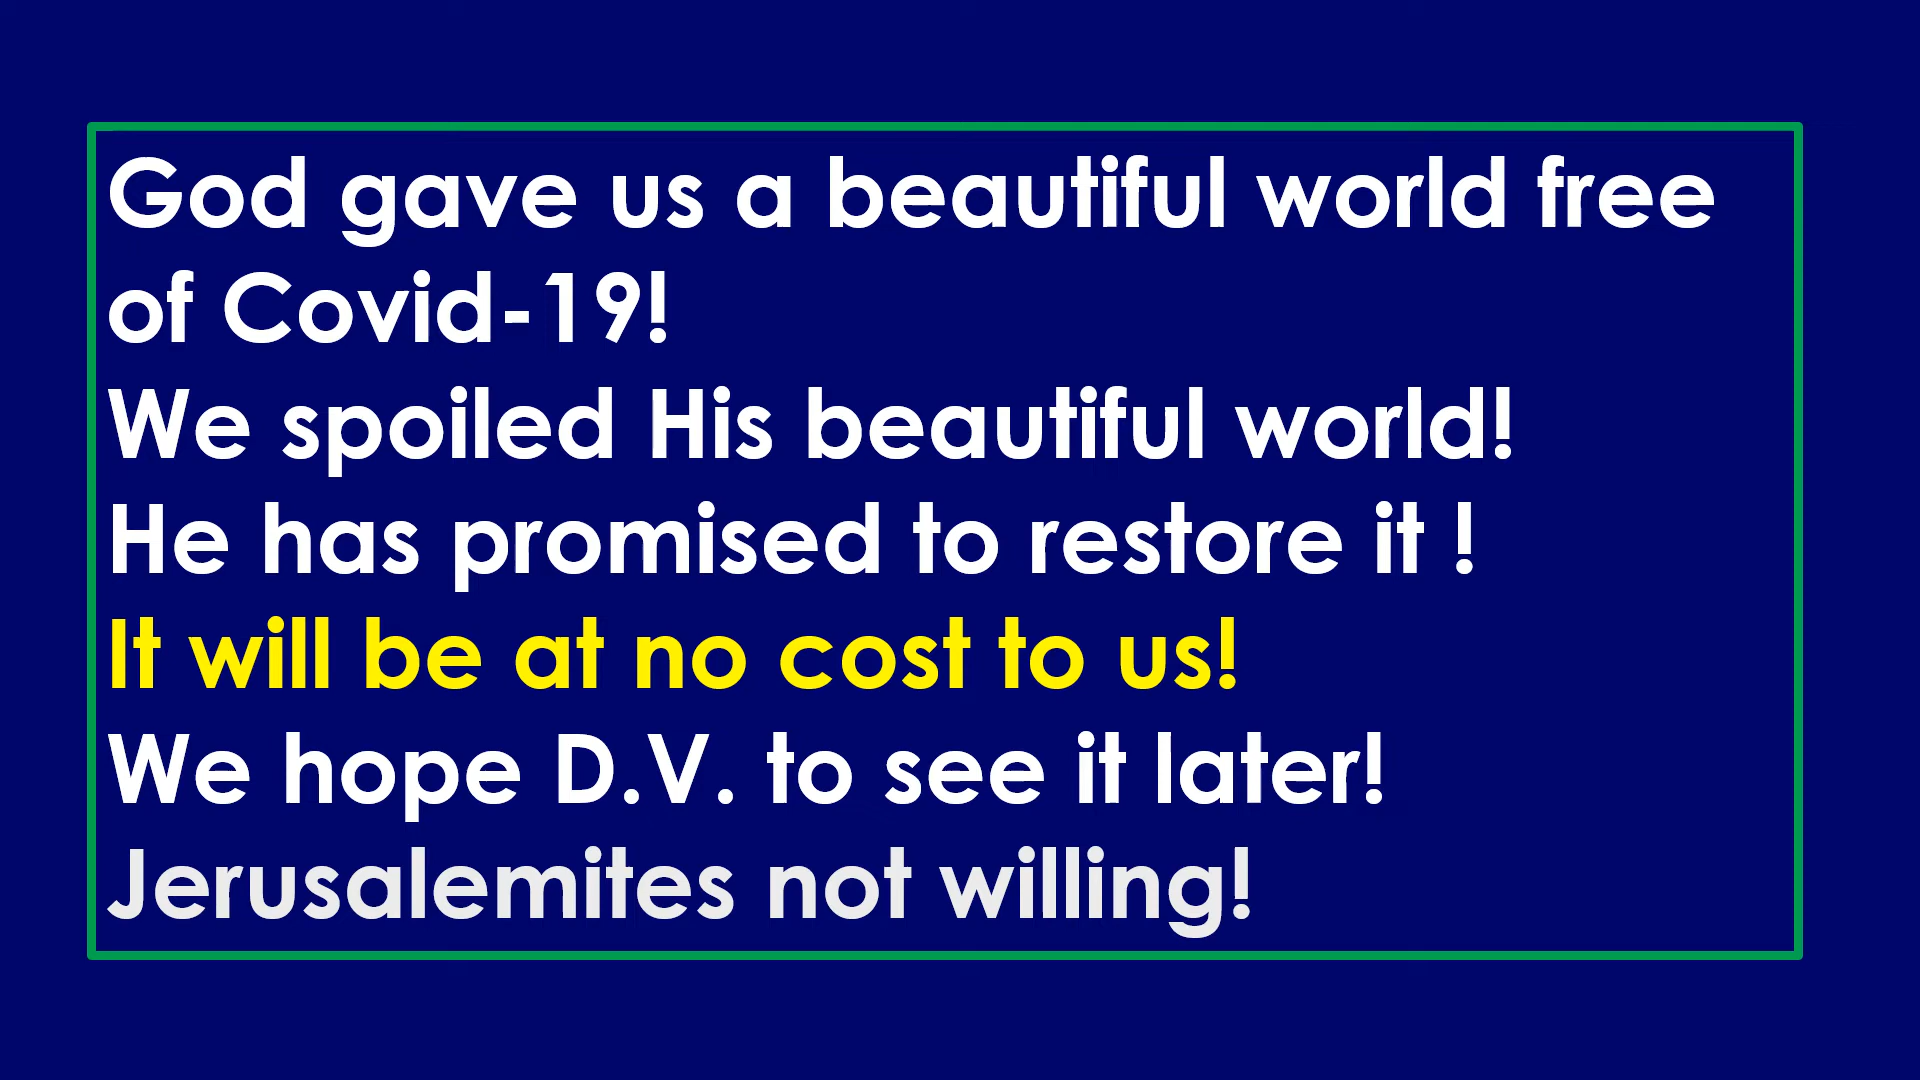 God gave us a beautiful world free
of Covid-19!
We spoiled His beautiful world!
He has promised to restore it !
It will be at no cost to us!
We hope D.V. to see it later!
Jerusalemites not willing!